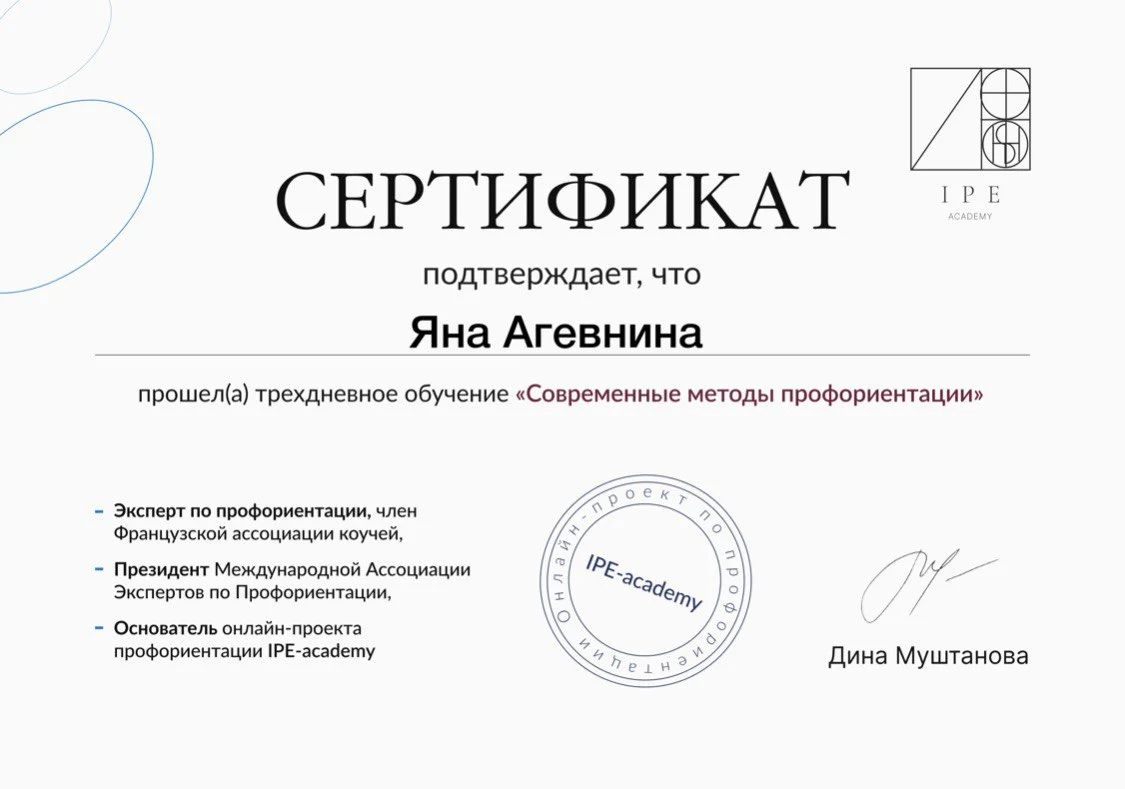 IPE
ACADEMY
СЕРТИФИКАТ
подтверждает, что
Яна Агевнина
прошел(а) трехдневное обучение «Современные методы профориентации»
– Эксперт по профориентации, член
Французской ассоциации коучей,
– Президент Международной Ассоциации
Экспертов по Профориентации,
– Основатель онлайн-проекта
профориентации IPE-academy
Онлайн-проект по профориентации
IPE-academy
Дина Муштанова